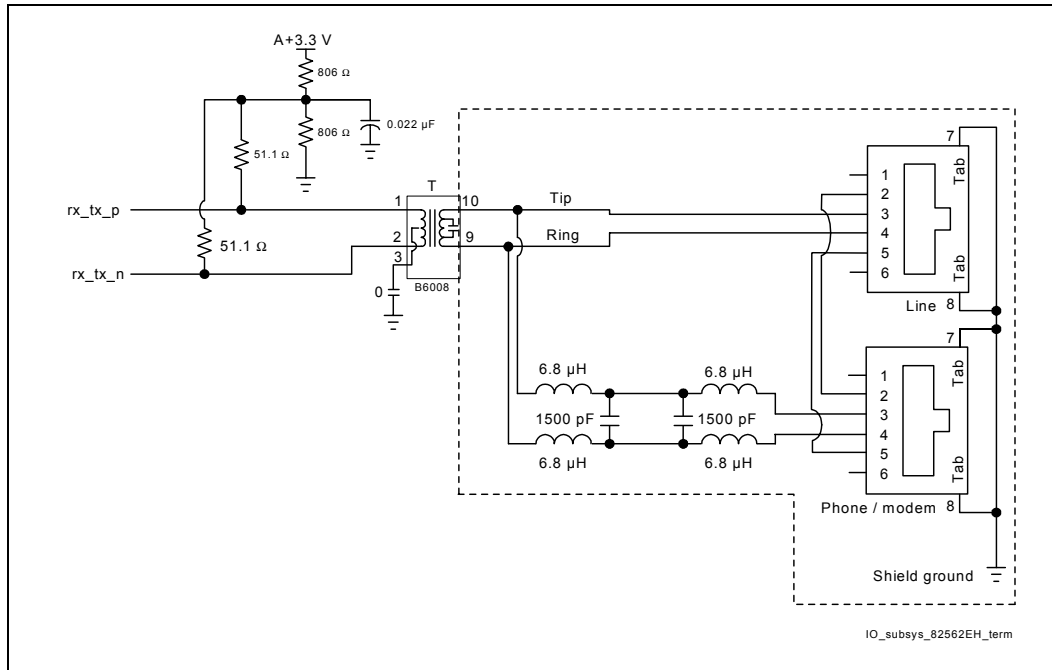 A+3.3 V
806 Ω
806 Ω
0.022 µF
51.1 Ω
7
Tab
1
2
3
4
5
6
Tab
8
Line
T
1
10
Tip
rx_tx_p
51.1 Ω
2
9
Ring
3
rx_tx_n
B6008
0
7
Tab
1
2
3
4
5
6
Tab
8
Phone / modem
6.8 µH
6.8 µH
1500 pF
1500 pF
6.8 µH
6.8 µH
Shield ground
IO_subsys_82562EH_term